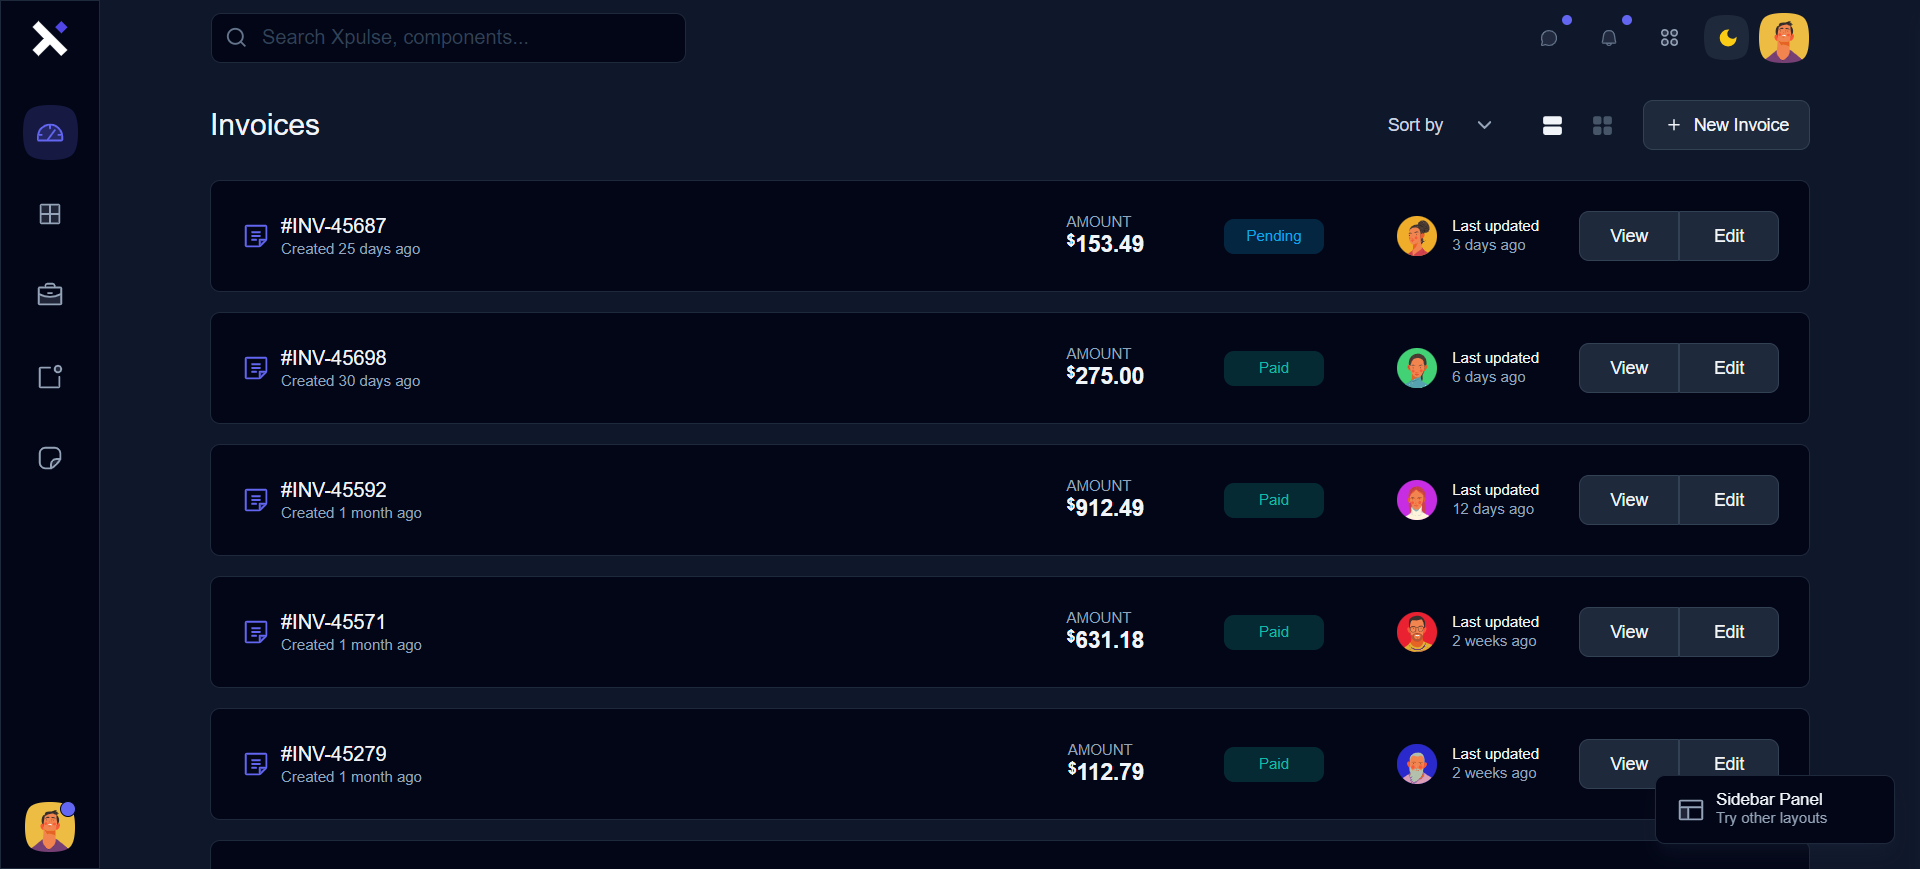 Search Xpulse, components...
Invoices
Sort by
New Invoice
#INV-45687
Created 25 days ago
AMOUNT
$153.49
Pending
Last updated
3 days ago
View
Edit
#INV-45698
Created 30 days ago
AMOUNT
$275.00
Paid
Last updated
6 days ago
View
Edit
#INV-45592
Created 1 month ago
AMOUNT
$912.49
Paid
Last updated
12 days ago
View
Edit
#INV-45571
Created 1 month ago
AMOUNT
$631.18
Paid
Last updated
2 weeks ago
View
Edit
#INV-45279
Created 1 month ago
AMOUNT
$112.79
Paid
Last updated
2 weeks ago
View
Edit
Sidebar Panel
Try other layouts